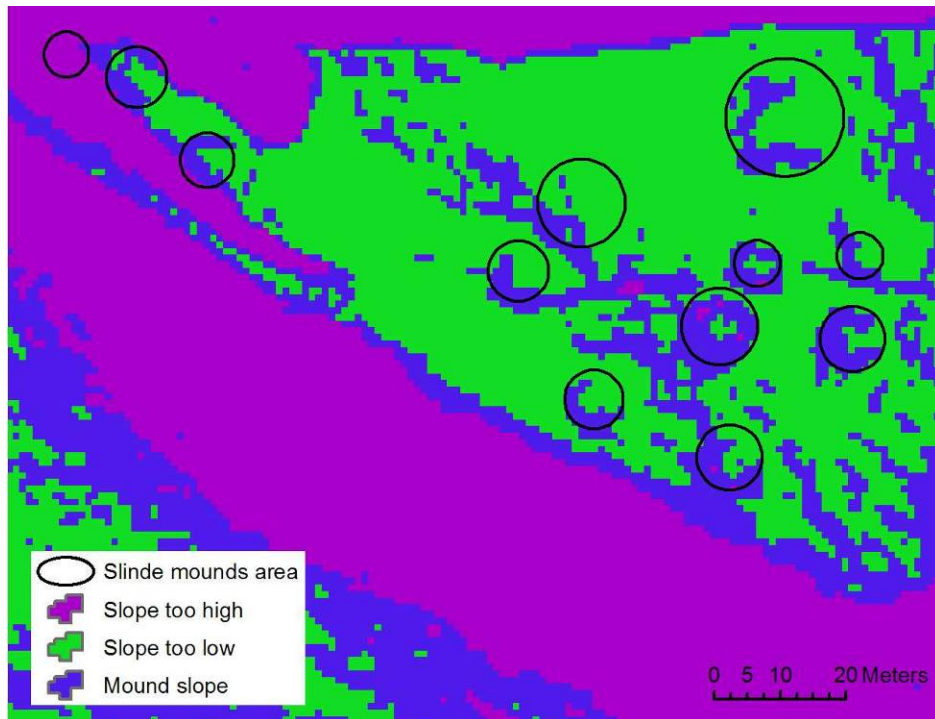 Slinde mounds area
Slope too high
Slope too low
Mound slope
0 5 10 20 Meters